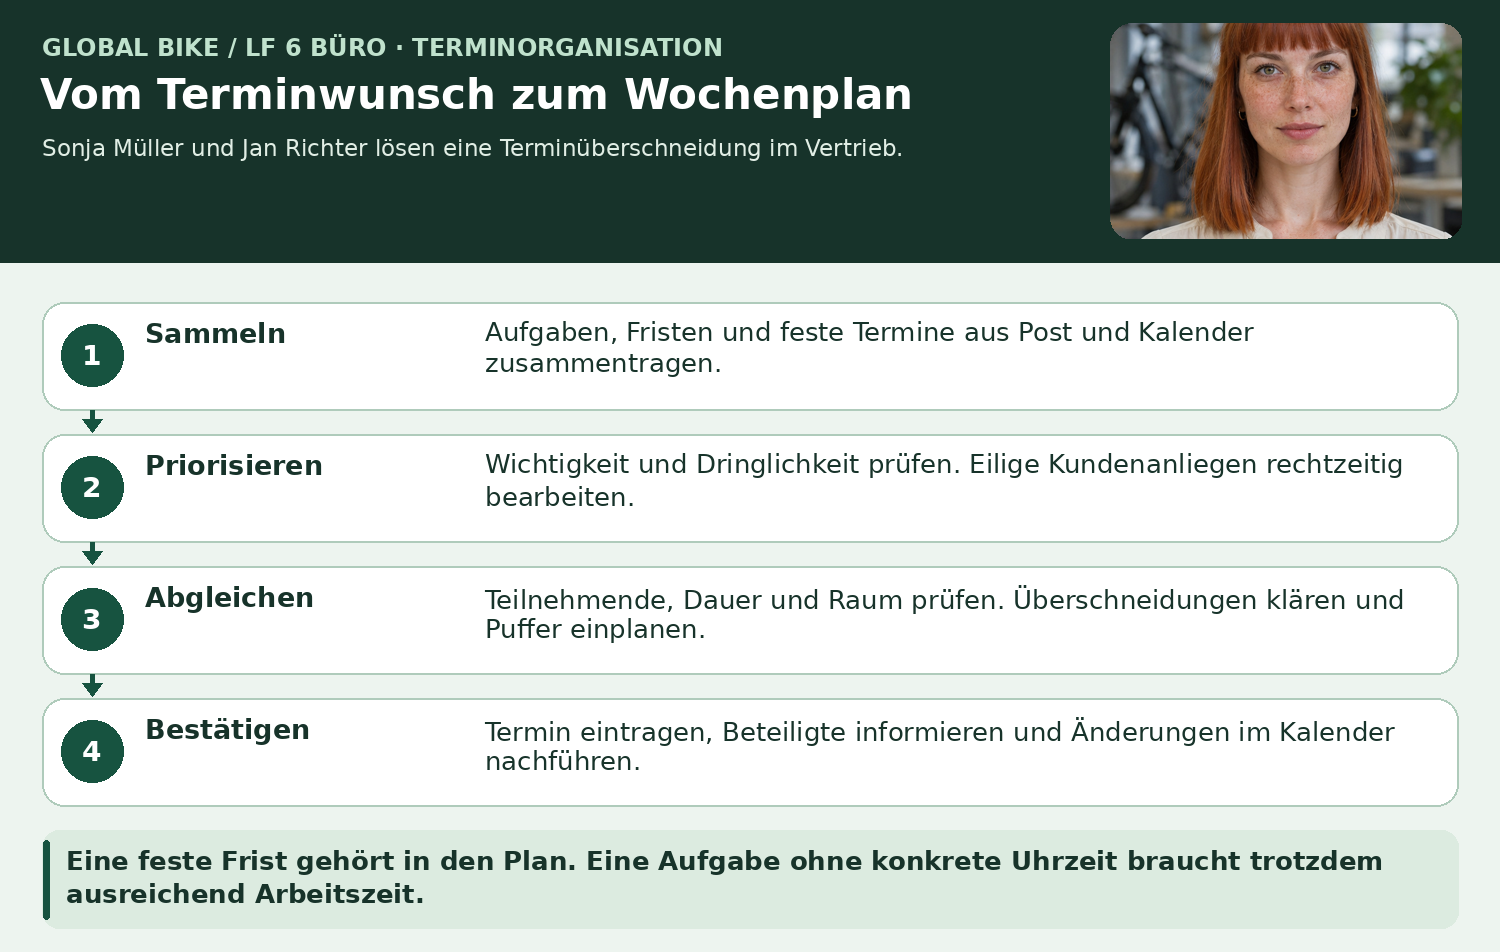 GLOBAL BIKE / LF 6 BÜRO · TERMINORGANISATION
Vom Terminwunsch zum Wochenplan
Sonja Müller und Jan Richter lösen eine Terminüberschneidung im Vertrieb.
1
Sammeln
Aufgaben, Fristen und feste Termine aus Post und Kalender
zusammentragen.
2
Priorisieren
Wichtigkeit und Dringlichkeit prüfen. Eilige Kundenanliegen rechtzeitig
bearbeiten.
3
Abgleichen
Teilnehmende, Dauer und Raum prüfen. Überschneidungen klären und
Puffer einplanen.
4
Bestätigen
Termin eintragen, Beteiligte informieren und Änderungen im Kalender
nachführen.
Eine feste Frist gehört in den Plan. Eine Aufgabe ohne konkrete Uhrzeit braucht trotzdem
ausreichend Arbeitszeit.